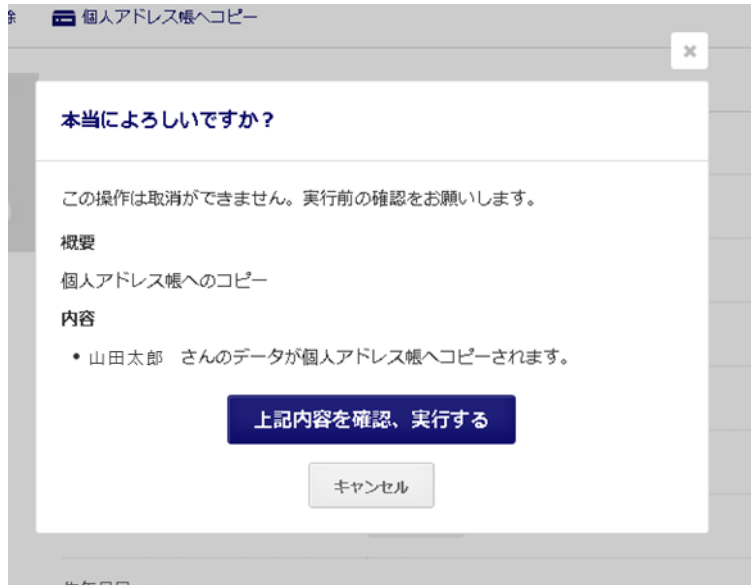 個人アドレス帳へコピー
本当によろしいですか？
この操作は取消ができません。実行前の確認をお願いします。
概要
個人アドレス帳へのコピー
内容
• 山田太郎　さんのデータが個人アドレス帳へコピーされます。
上記内容を確認、実行する
キャンセル